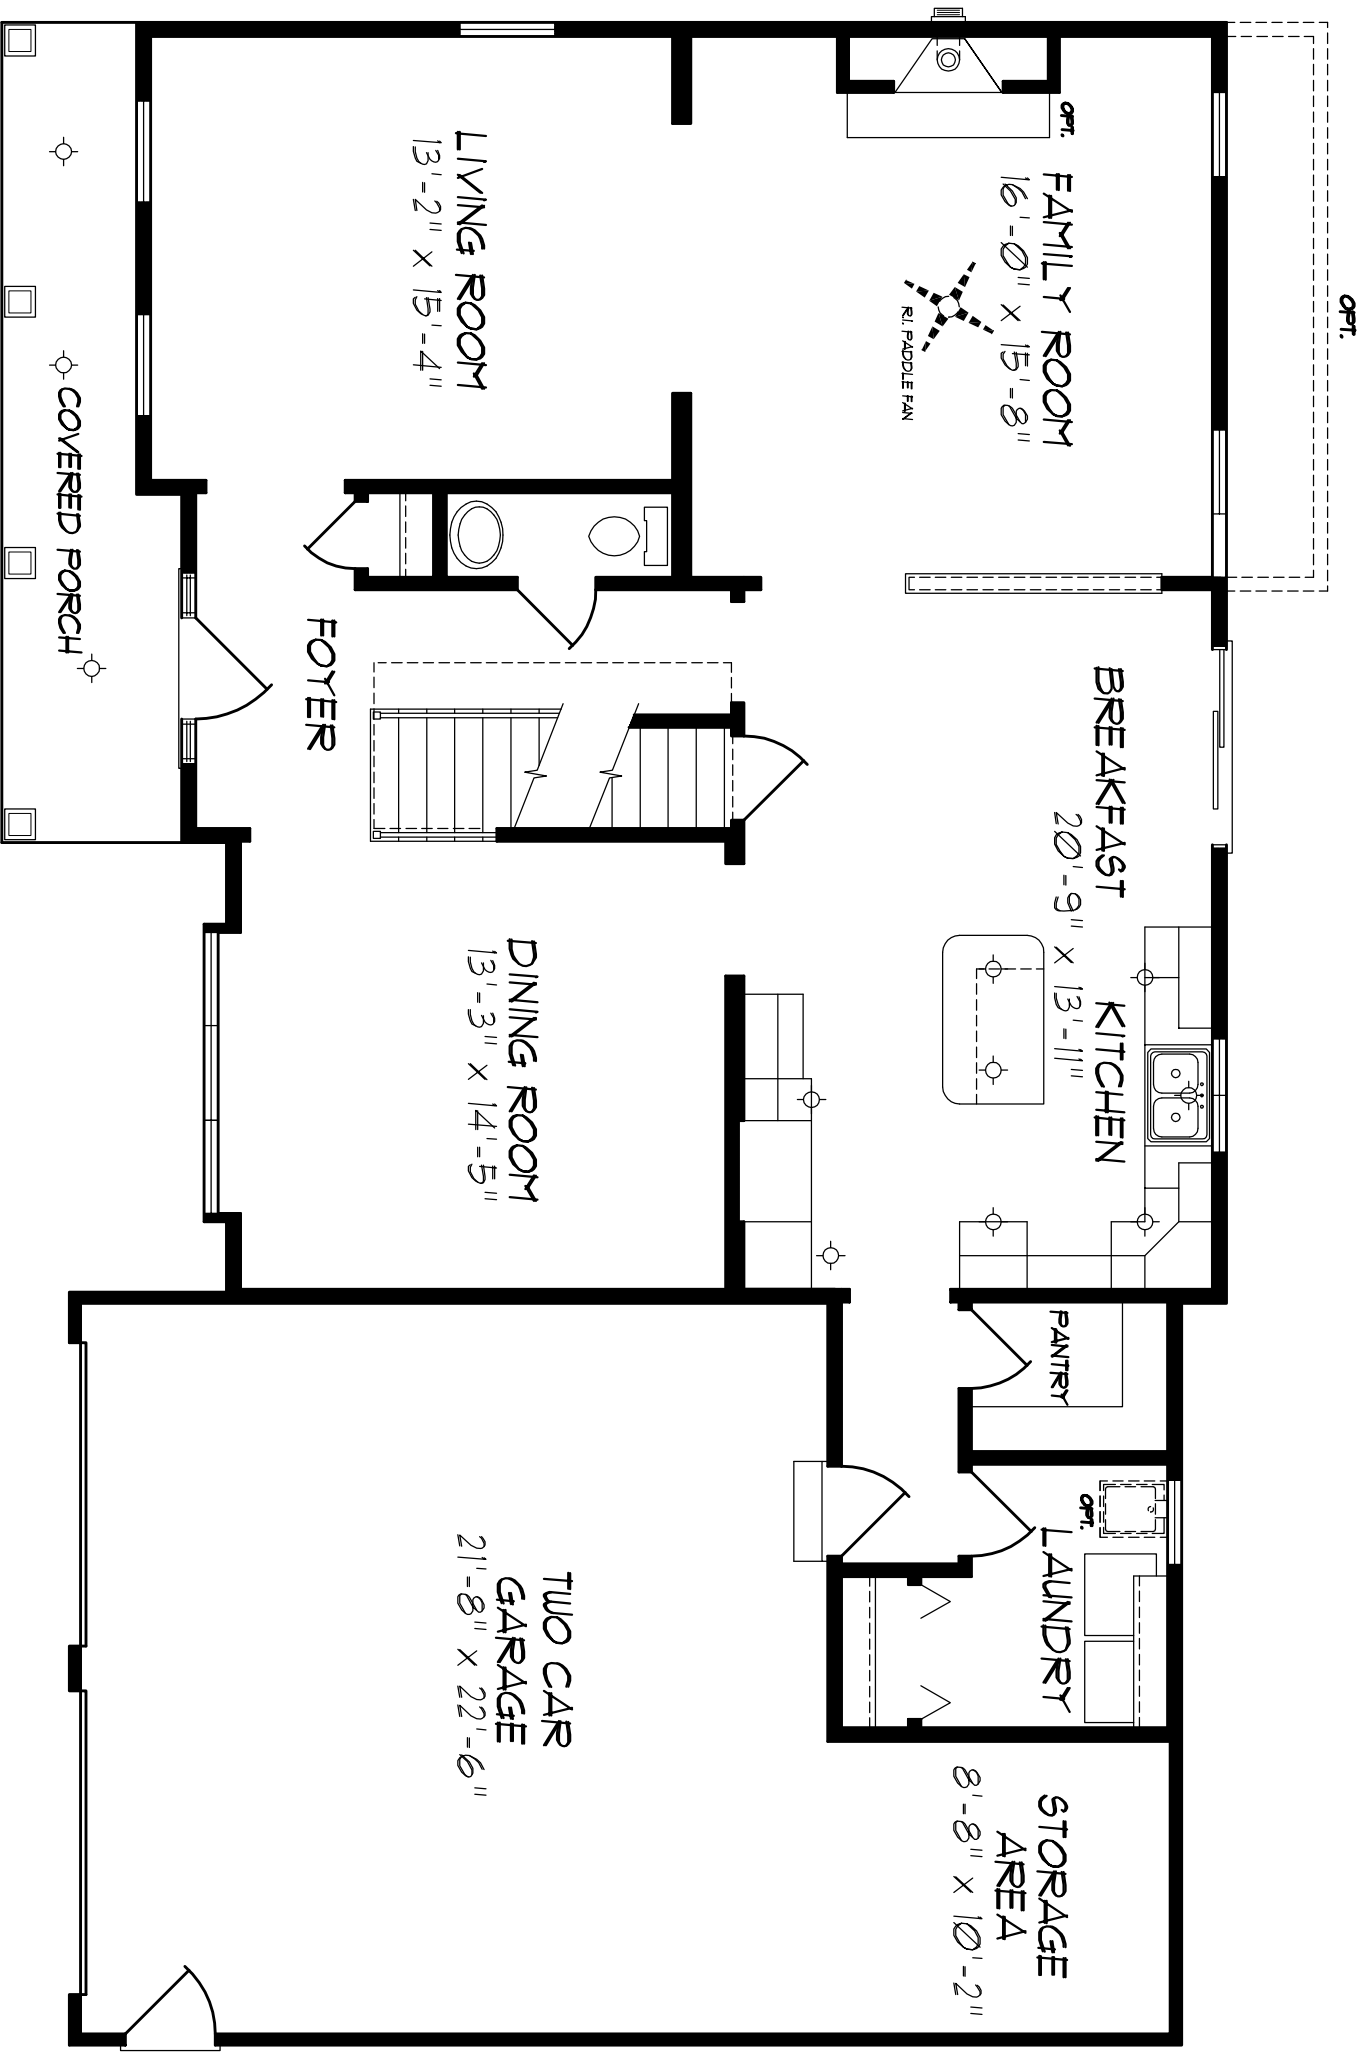 OPT.
OPT.
FAMILY ROOM
16'-0" x 15'-8"
R.I. PADDLE FAN
LIVING ROOM
13'-2" x 15'-4"
COVERED PORCH
FOYER
BREAKFAST KITCHEN
20'-9" x 13'-11"
DINING ROOM
13'-3" x 14'-5"
PANTRY
OPT.
LAUNDRY
TWO CAR
GARAGE
21'-8" x 22'-6"
STORAGE
AREA
8'-8" x 10'-2"